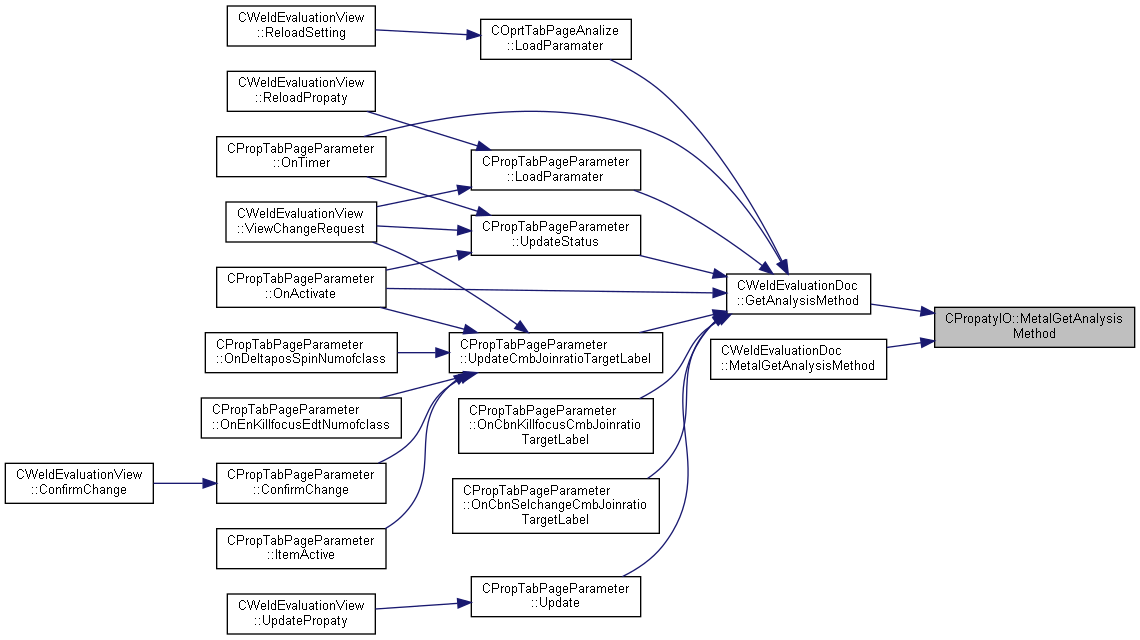 CWeldEvaluationView
::ReloadSetting
COprtTabPageAnalize
::LoadParamater
CWeldEvaluationView
::ReloadPropaty
CPropTabPageParameter
::OnTimer
CPropTabPageParameter
::LoadParamater
CWeldEvaluationView
::ViewChangeRequest
CPropTabPageParameter
::UpdateStatus
CPropTabPageParameter
::OnActivate
CWeldEvaluationDoc
::GetAnalysisMethod
CPropatyIO::MetalGetAnalysis
Method
CPropTabPageParameter
::OnDeltaposSpinNumofclass
CPropTabPageParameter
::UpdateCmbJoinratioTargetLabel
CWeldEvaluationDoc
::MetalGetAnalysisMethod
CPropTabPageParameter
::OnEnKillfocusEdtNumofclass
CPropTabPageParameter
::OnCbnKillfocusCmbJoinratio
TargetLabel
CWeldEvaluationView
::ConfirmChange
CPropTabPageParameter
::ConfirmChange
CPropTabPageParameter
::OnCbnSelchangeCmbJoinratio
TargetLabel
CPropTabPageParameter
::ItemActive
CPropTabPageParameter
::Update
CWeldEvaluationView
::UpdatePropaty